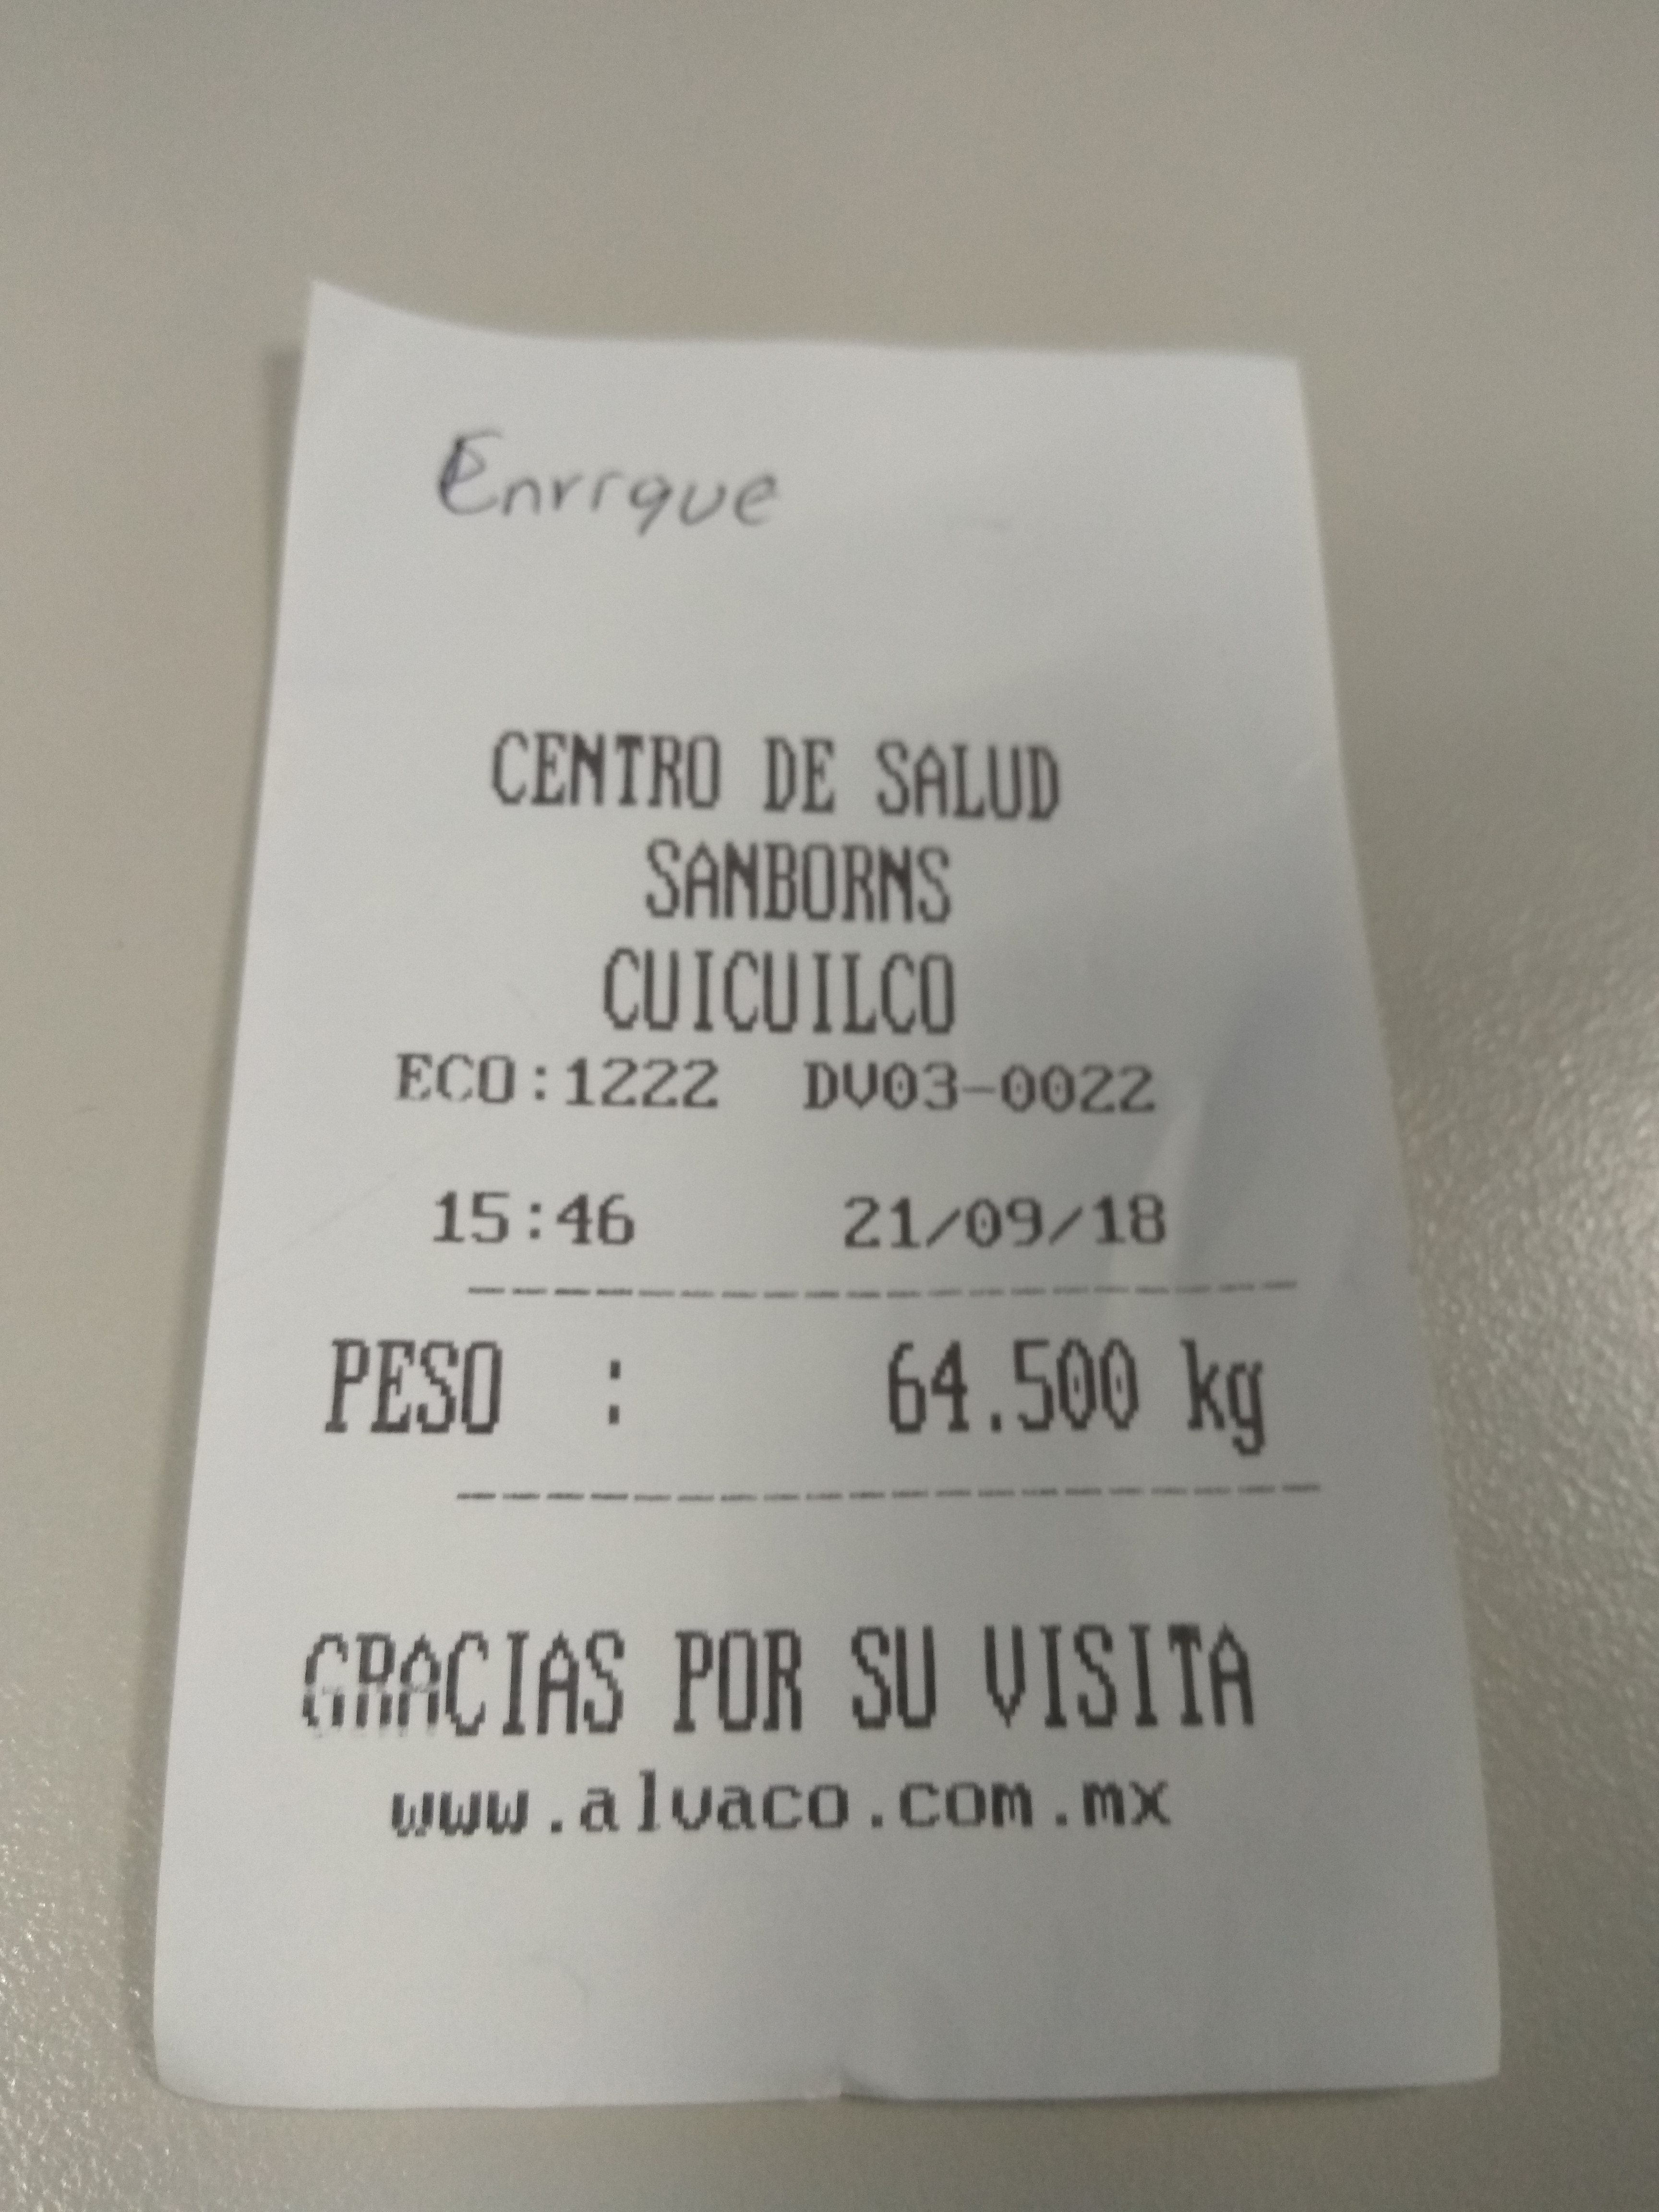 Enrrque
CENTRO DE SALUD
SANBORNS
CUICUILCO
ECO:1222 DV03-0022
15:46 21/09/18
PESO : 64.500 kg
GRACIAS POR SU VISITA
www.alvaco.com.mx